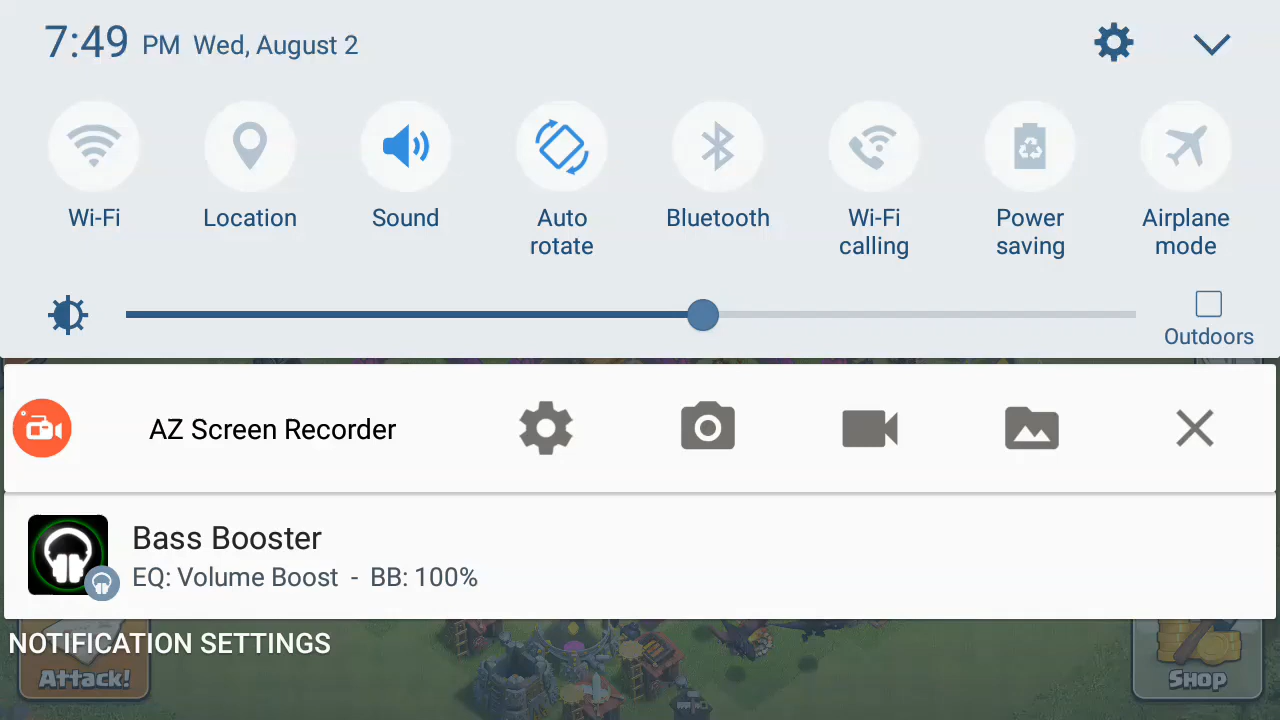 7:49 PM Wed, August 2
Wi-Fi
Location
Sound
Auto
rotate
Bluetooth
Wi-Fi
calling
Power
saving
Airplane
mode
Outdoors
AZ Screen Recorder
Bass Booster
EQ: Volume Boost - BB: 100%
NOTIFICATION SETTINGS
Attack!
Shop